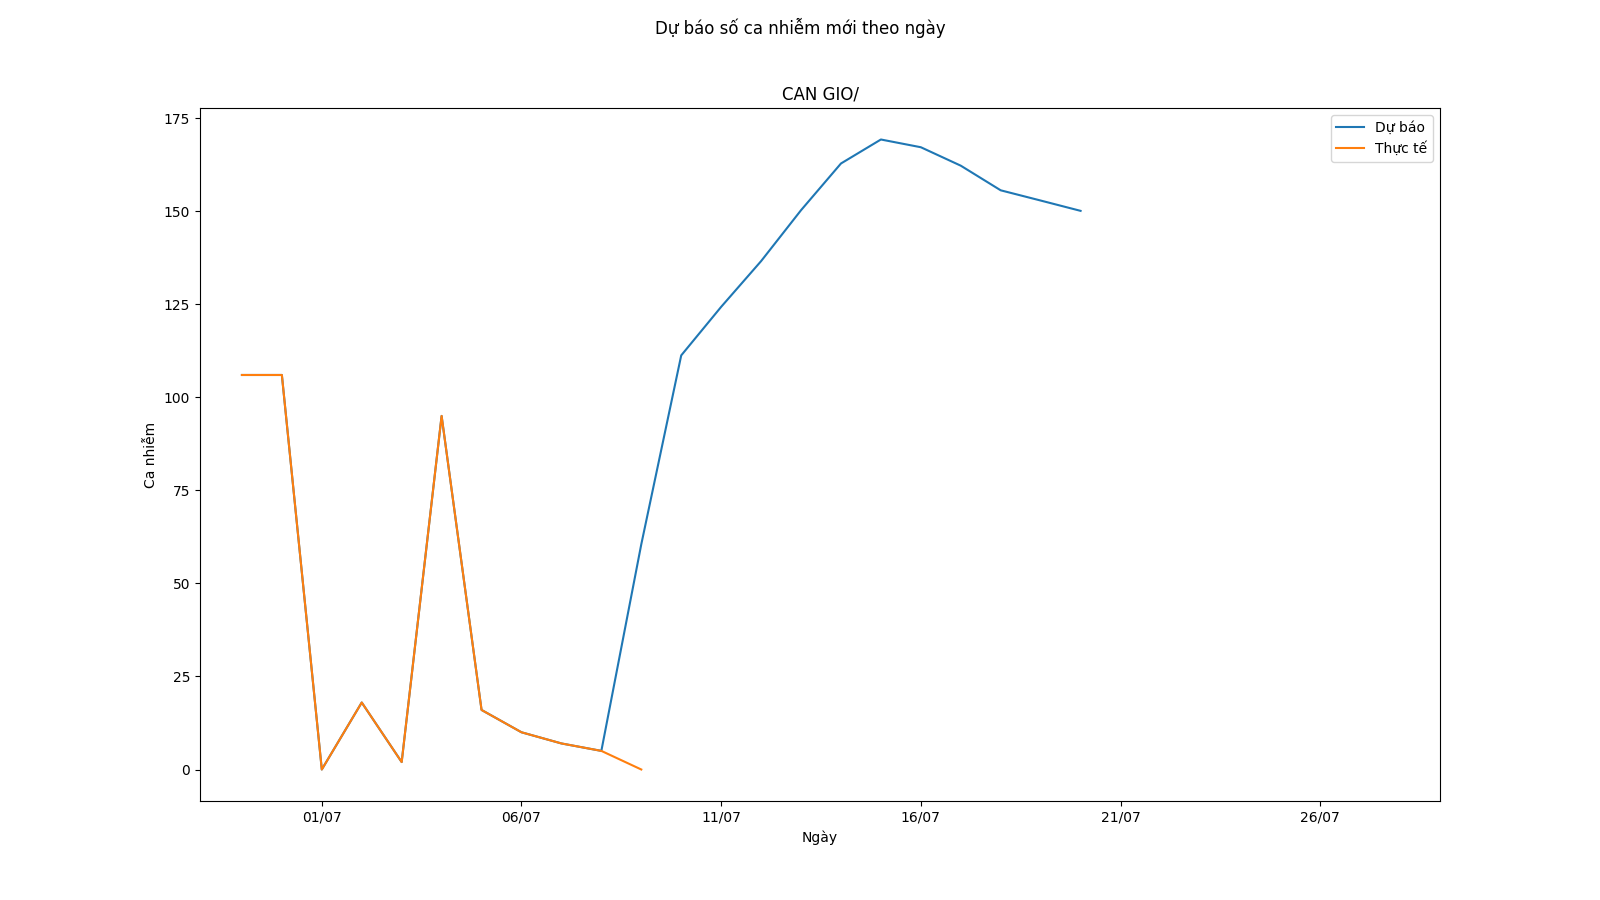 Dự báo số ca nhiễm mới theo ngày
CAN GIO/
Dự báo
Thực tế
175
150
125
100
75
50
25
0
Ca nhiễm
01/07
06/07
11/07
16/07
21/07
26/07
Ngày